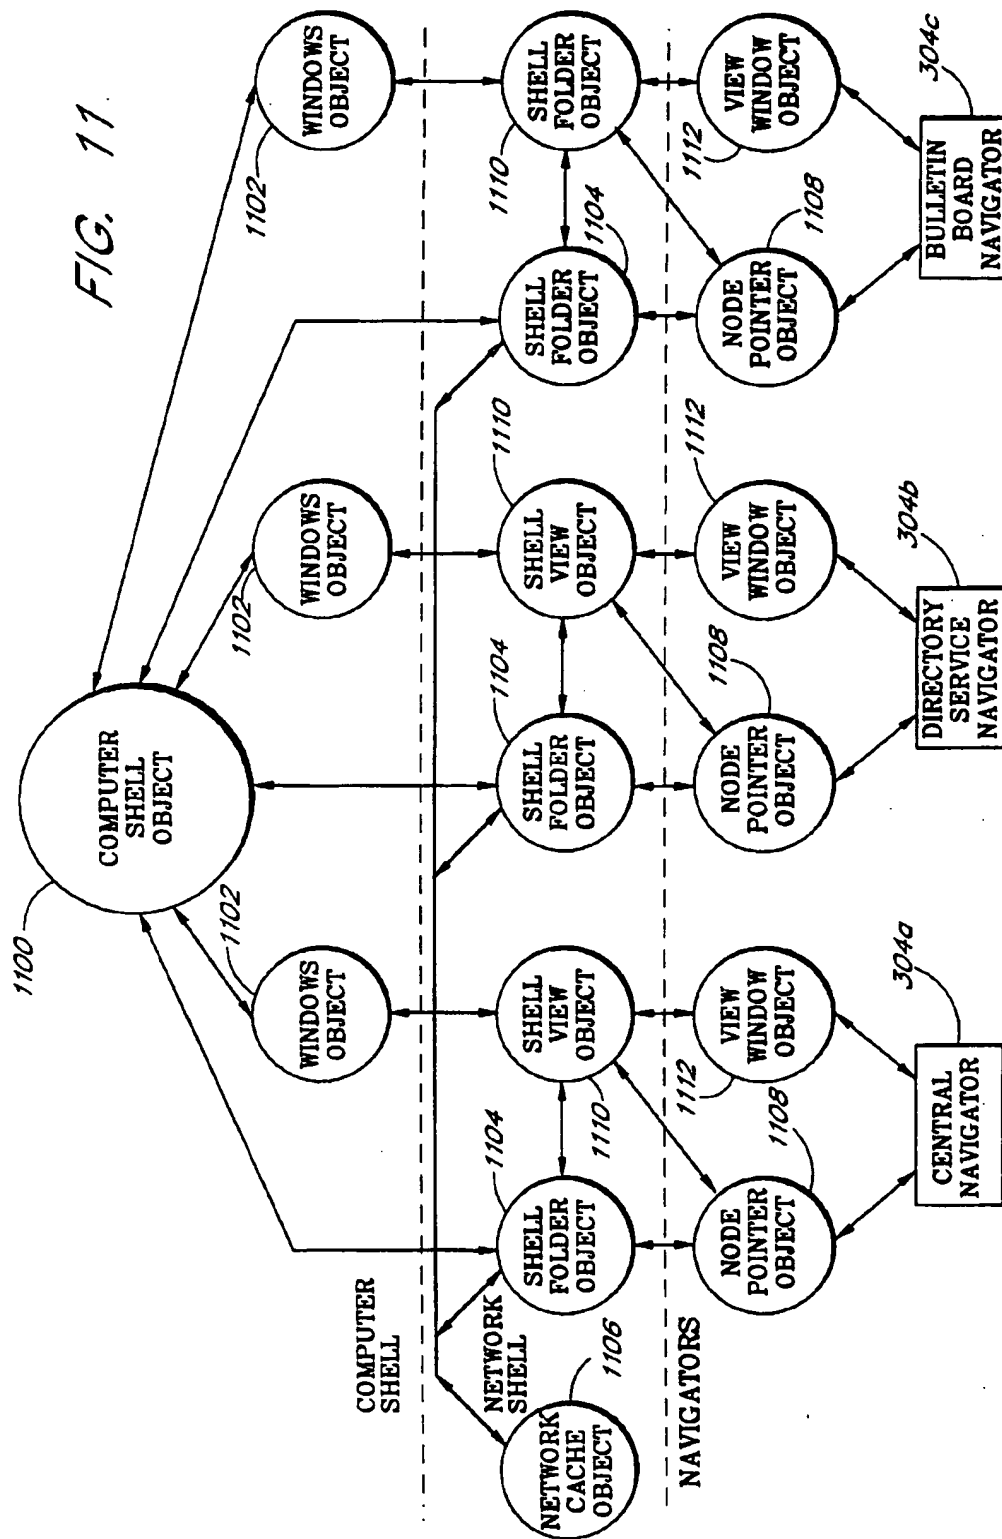 FIG. 11
1100
COMPUTER
SHELL
OBJECT
1102
WINDOWS
OBJECT
1102
WINDOWS
OBJECT
1102
WINDOWS
OBJECT
COMPUTER
SHELL
NETWORK
SHELL
NETWORK
CACHE
OBJECT
1106
1104
SHELL
FOLDER
OBJECT
SHELL
VIEW
OBJECT
1110
1104
SHELL
FOLDER
OBJECT
SHELL
VIEW
OBJECT
1110
SHELL
FOLDER
OBJECT
1104
1110
SHELL
FOLDER
OBJECT
NAVIGATORS
NODE
POINTER
OBJECT
1108
1112
VIEW
WINDOW
OBJECT
NODE
POINTER
OBJECT
1108
VIEW
WINDOW
OBJECT
1112
NODE
POINTER
OBJECT
1108
1112
VIEW
WINDOW
OBJECT
CENTRAL
NAVIGATOR
304a
DIRECTORY
SERVICE
NAVIGATOR
304b
BULLETIN
BOARD
NAVIGATOR
304c